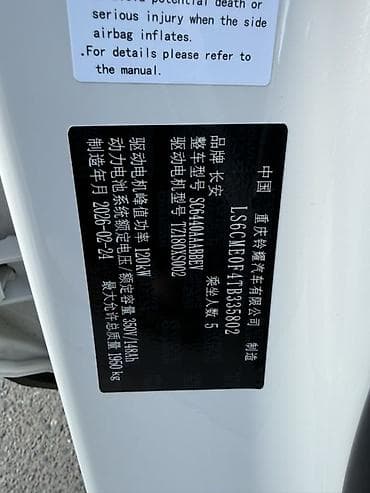 potential death or
serious injury when the side
airbag inflates.
.For details please refer to
the manual.
中国 重庆铃耀汽车有限公司 制造
LS6CME0F4TB335802
品牌 长安
整车型号 SC6440AAABBEV 乘坐人数 5
驱动电机型号 TZ180XS002
驱动电机峰值功率 120kW
动力电池系统额定电压/额定容量 350V/148Ah
制造年月 2026-02-24 最大允许总质量 1950 kg